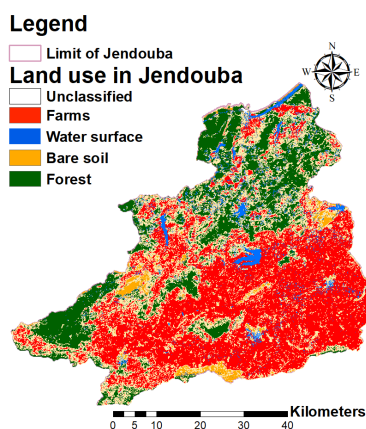 Legend
Limit of Jendouba
Land use in Jendouba
Unclassified
Farms
Water surface
Bare soil
Forest
N
W E
S
Kilometers
0 5 10 20 30 40